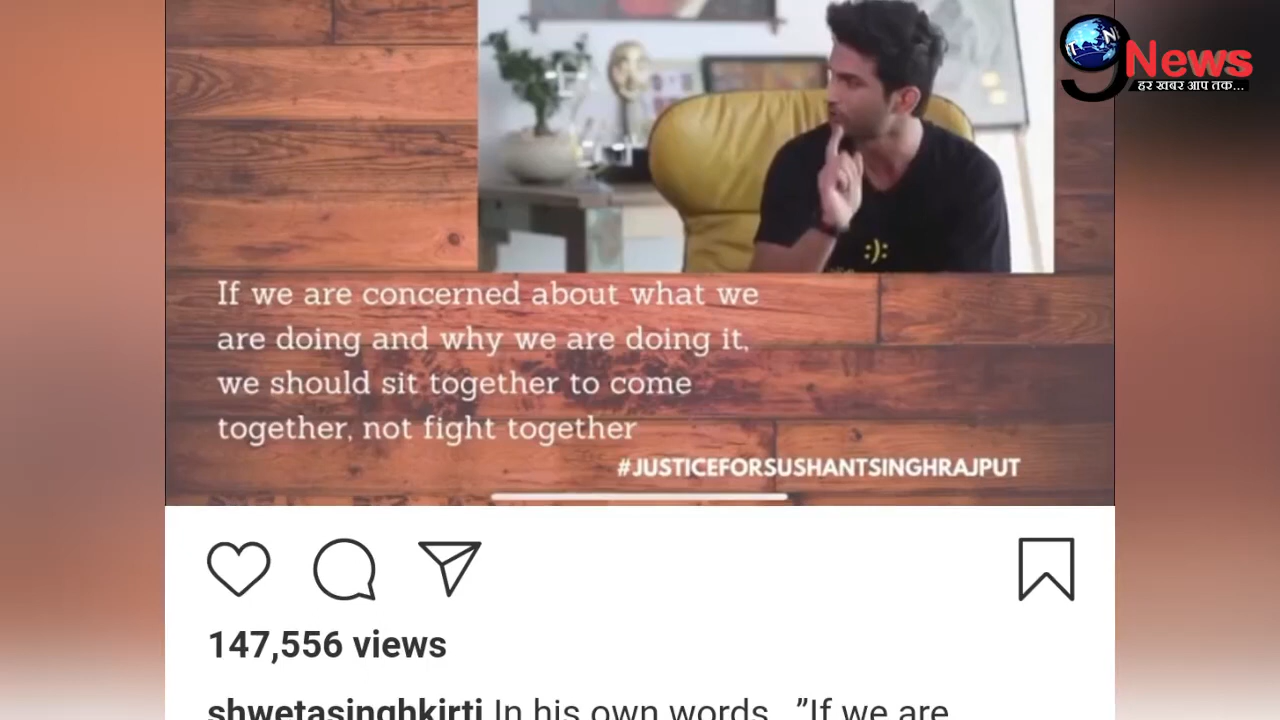 9 News
हर खबर आप तक...
:):
If we are concerned about what we
are doing and why we are doing it,
we should sit together to come
together, not fight together
#JUSTICEFORSUSHANTSINGHRAJPUT
147,556 views
shwetasinghkirti In his own words... ”If we are